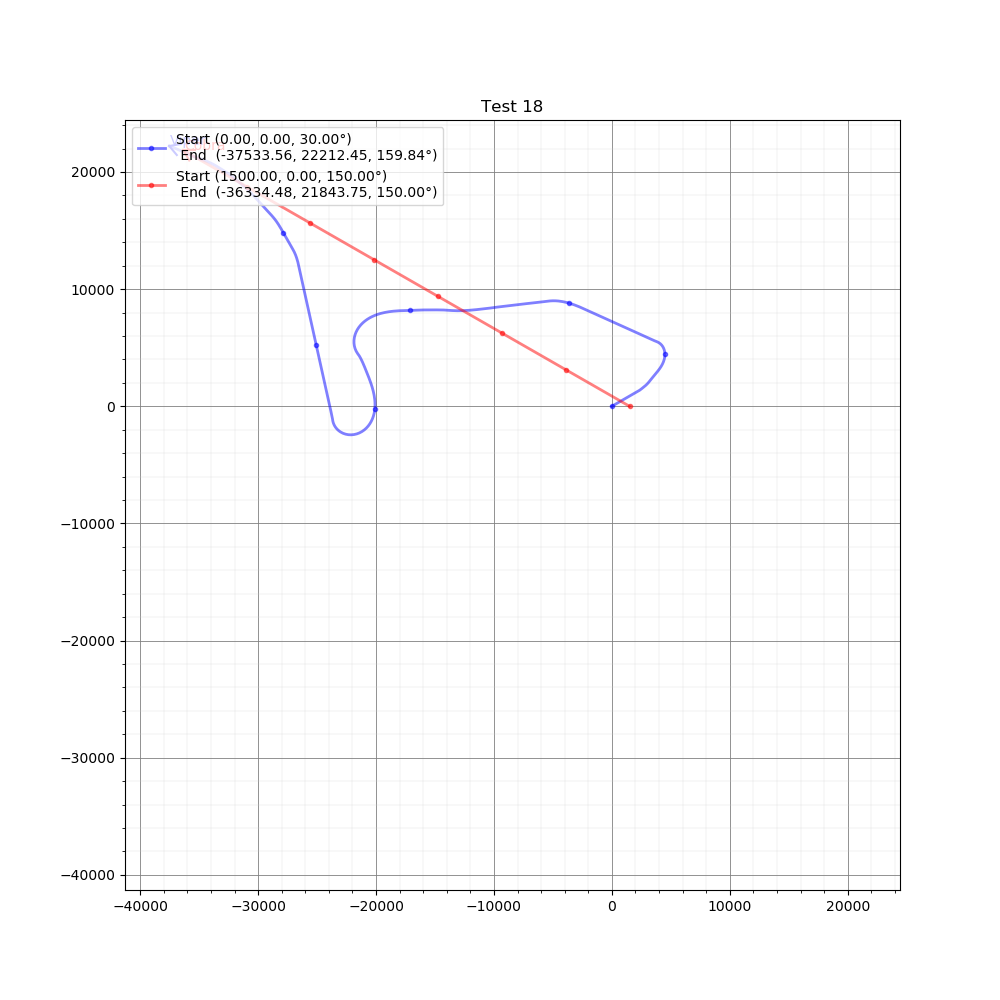 Test 18
Start (0.00, 0.00, 30.00°)
End (-37533.56, 22212.45, 159.84°)
Start (1500.00, 0.00, 150.00°)
End (-36334.48, 21843.75, 150.00°)
20000
10000
0
−10000
−20000
−30000
−40000
−40000 −30000 −20000 −10000 0 10000 20000